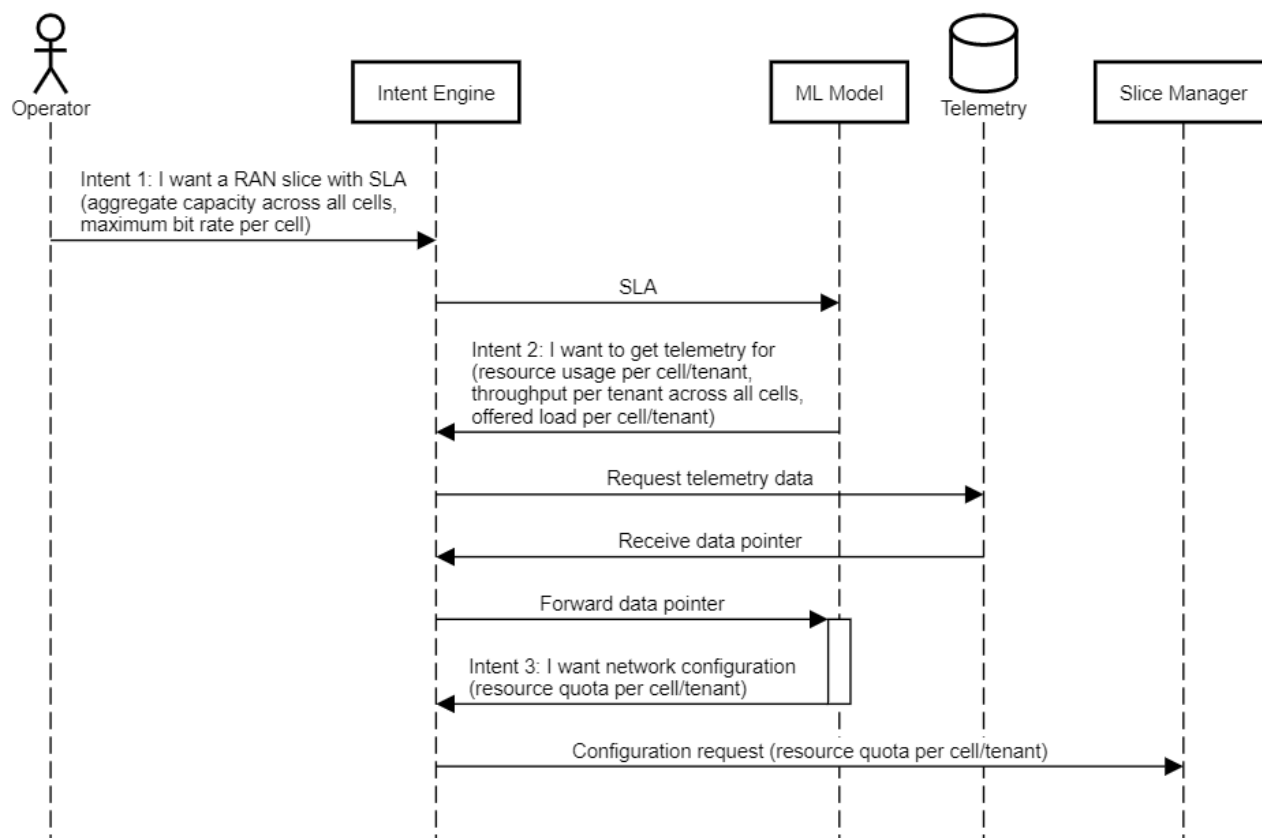 Operator
Intent Engine
ML Model
Telemetry
Slice Manager
Intent 1: I want a RAN slice with SLA
(aggregate capacity across all cells,
maximum bit rate per cell)
SLA
Intent 2: I want to get telemetry for
(resource usage per cell/tenant,
throughput per tenant across all cells,
offered load per cell/tenant)
Request telemetry data
Receive data pointer
Forward data pointer
Intent 3: I want network configuration
(resource quota per cell/tenant)
Configuration request (resource quota per cell/tenant)